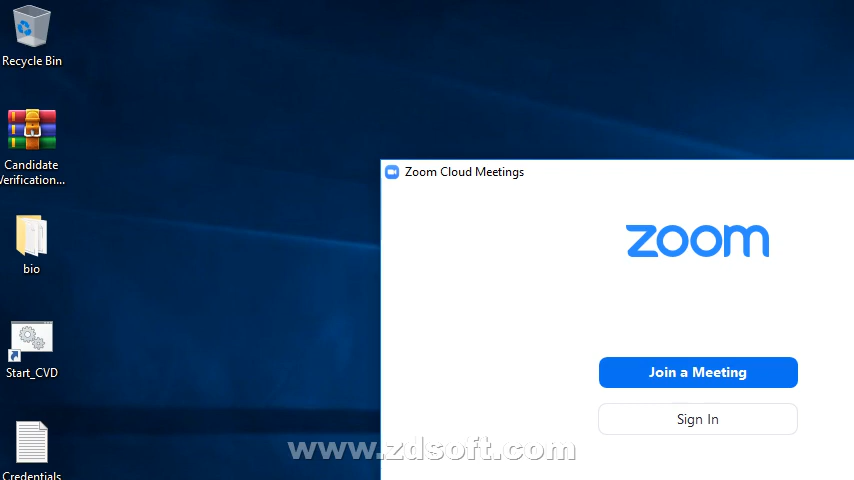 Recycle Bin
Candidate
Verification...
bio
Start_CVD
Credentials
Zoom Cloud Meetings
zoom
Join a Meeting
Sign In
www.zdsoft.com